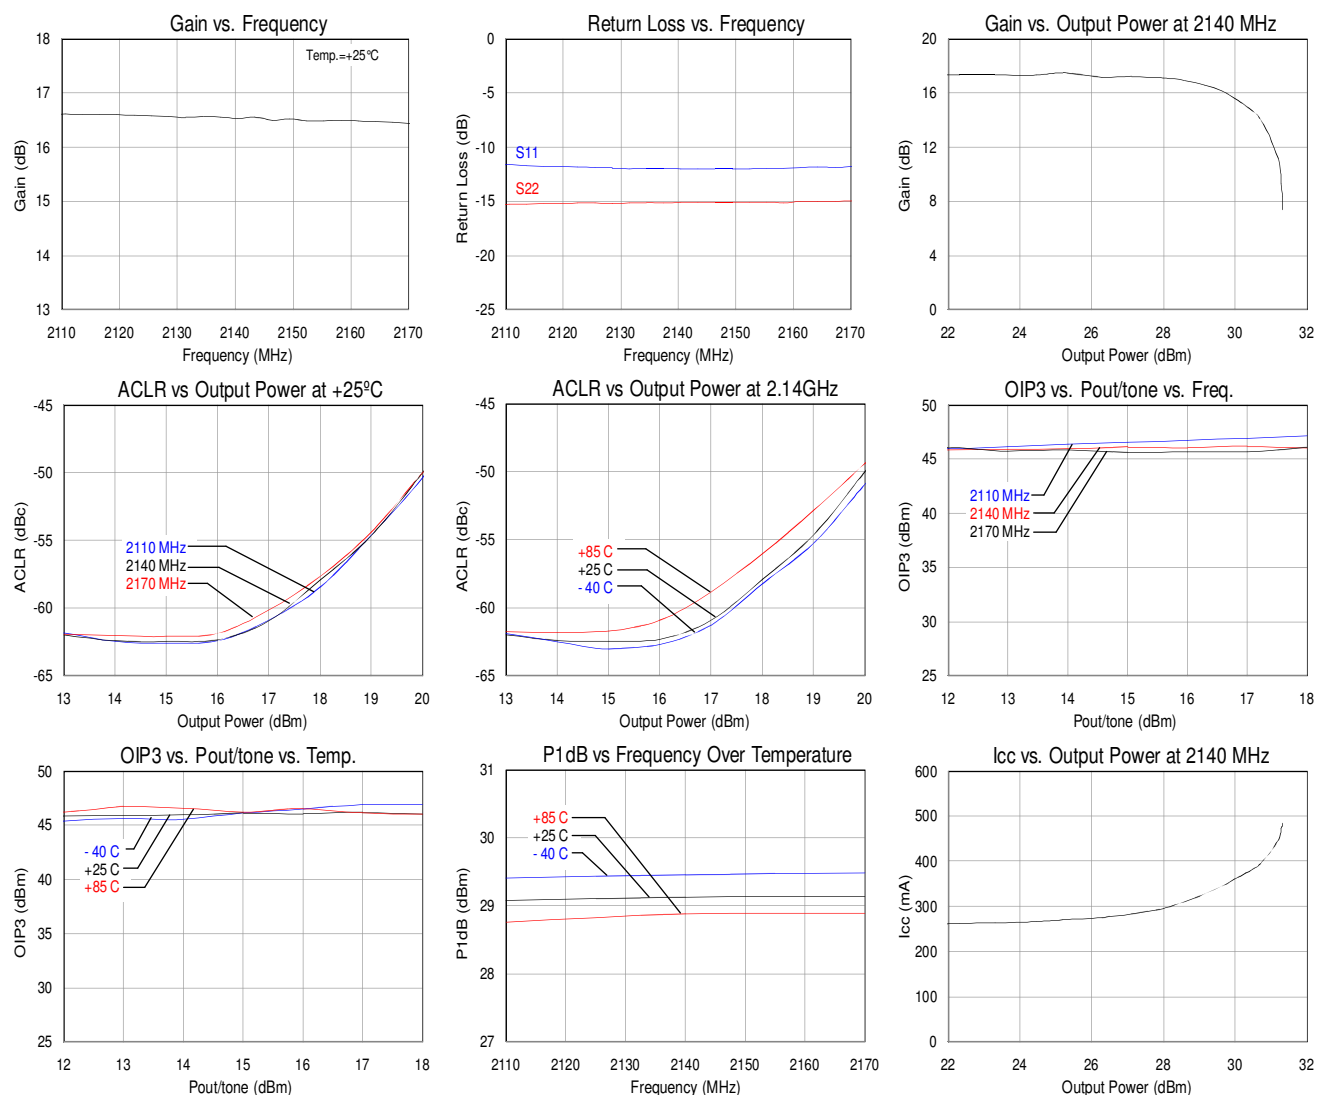 Gain vs. Frequency
18
17
16
15
14
13
Gain (dB)
Temp.=+25°C
2110 2120 2130 2140 2150 2160 2170
Frequency (MHz)
Return Loss vs. Frequency
0
-5
-10
-15
-20
-25
Return Loss (dB)
S11
S22
2110 2120 2130 2140 2150 2160 2170
Frequency (MHz)
Gain vs. Output Power at 2140 MHz
20
16
12
8
4
0
Gain (dB)
22 24 26 28 30 32
Output Power (dBm)
ACLR vs Output Power at +25ºC
-45
-50
-55
-60
-65
ACLR (dBc)
2110 MHz
2140 MHz
2170 MHz
13 14 15 16 17 18 19 20
Output Power (dBm)
ACLR vs Output Power at 2.14GHz
-45
-50
-55
-60
-65
ACLR (dBc)
+85 C
+25 C
- 40 C
13 14 15 16 17 18 19 20
Output Power (dBm)
OIP3 vs. Pout/tone vs. Freq.
50
45
40
35
30
25
OIP3 (dBm)
2110 MHz
2140 MHz
2170 MHz
12 13 14 15 16 17 18
Pout/tone (dBm)
OIP3 vs. Pout/tone vs. Temp.
50
45
40
35
30
25
OIP3 (dBm)
- 40 C
+25 C
+85 C
12 13 14 15 16 17 18
Pout/tone (dBm)
P1dB vs Frequency Over Temperature
31
30
29
28
27
P1dB (dBm)
+85 C
+25 C
- 40 C
2110 2120 2130 2140 2150 2160 2170
Frequency (MHz)
Icc vs. Output Power at 2140 MHz
600
500
400
300
200
100
0
Icc (mA)
22 24 26 28 30 32
Output Power (dBm)